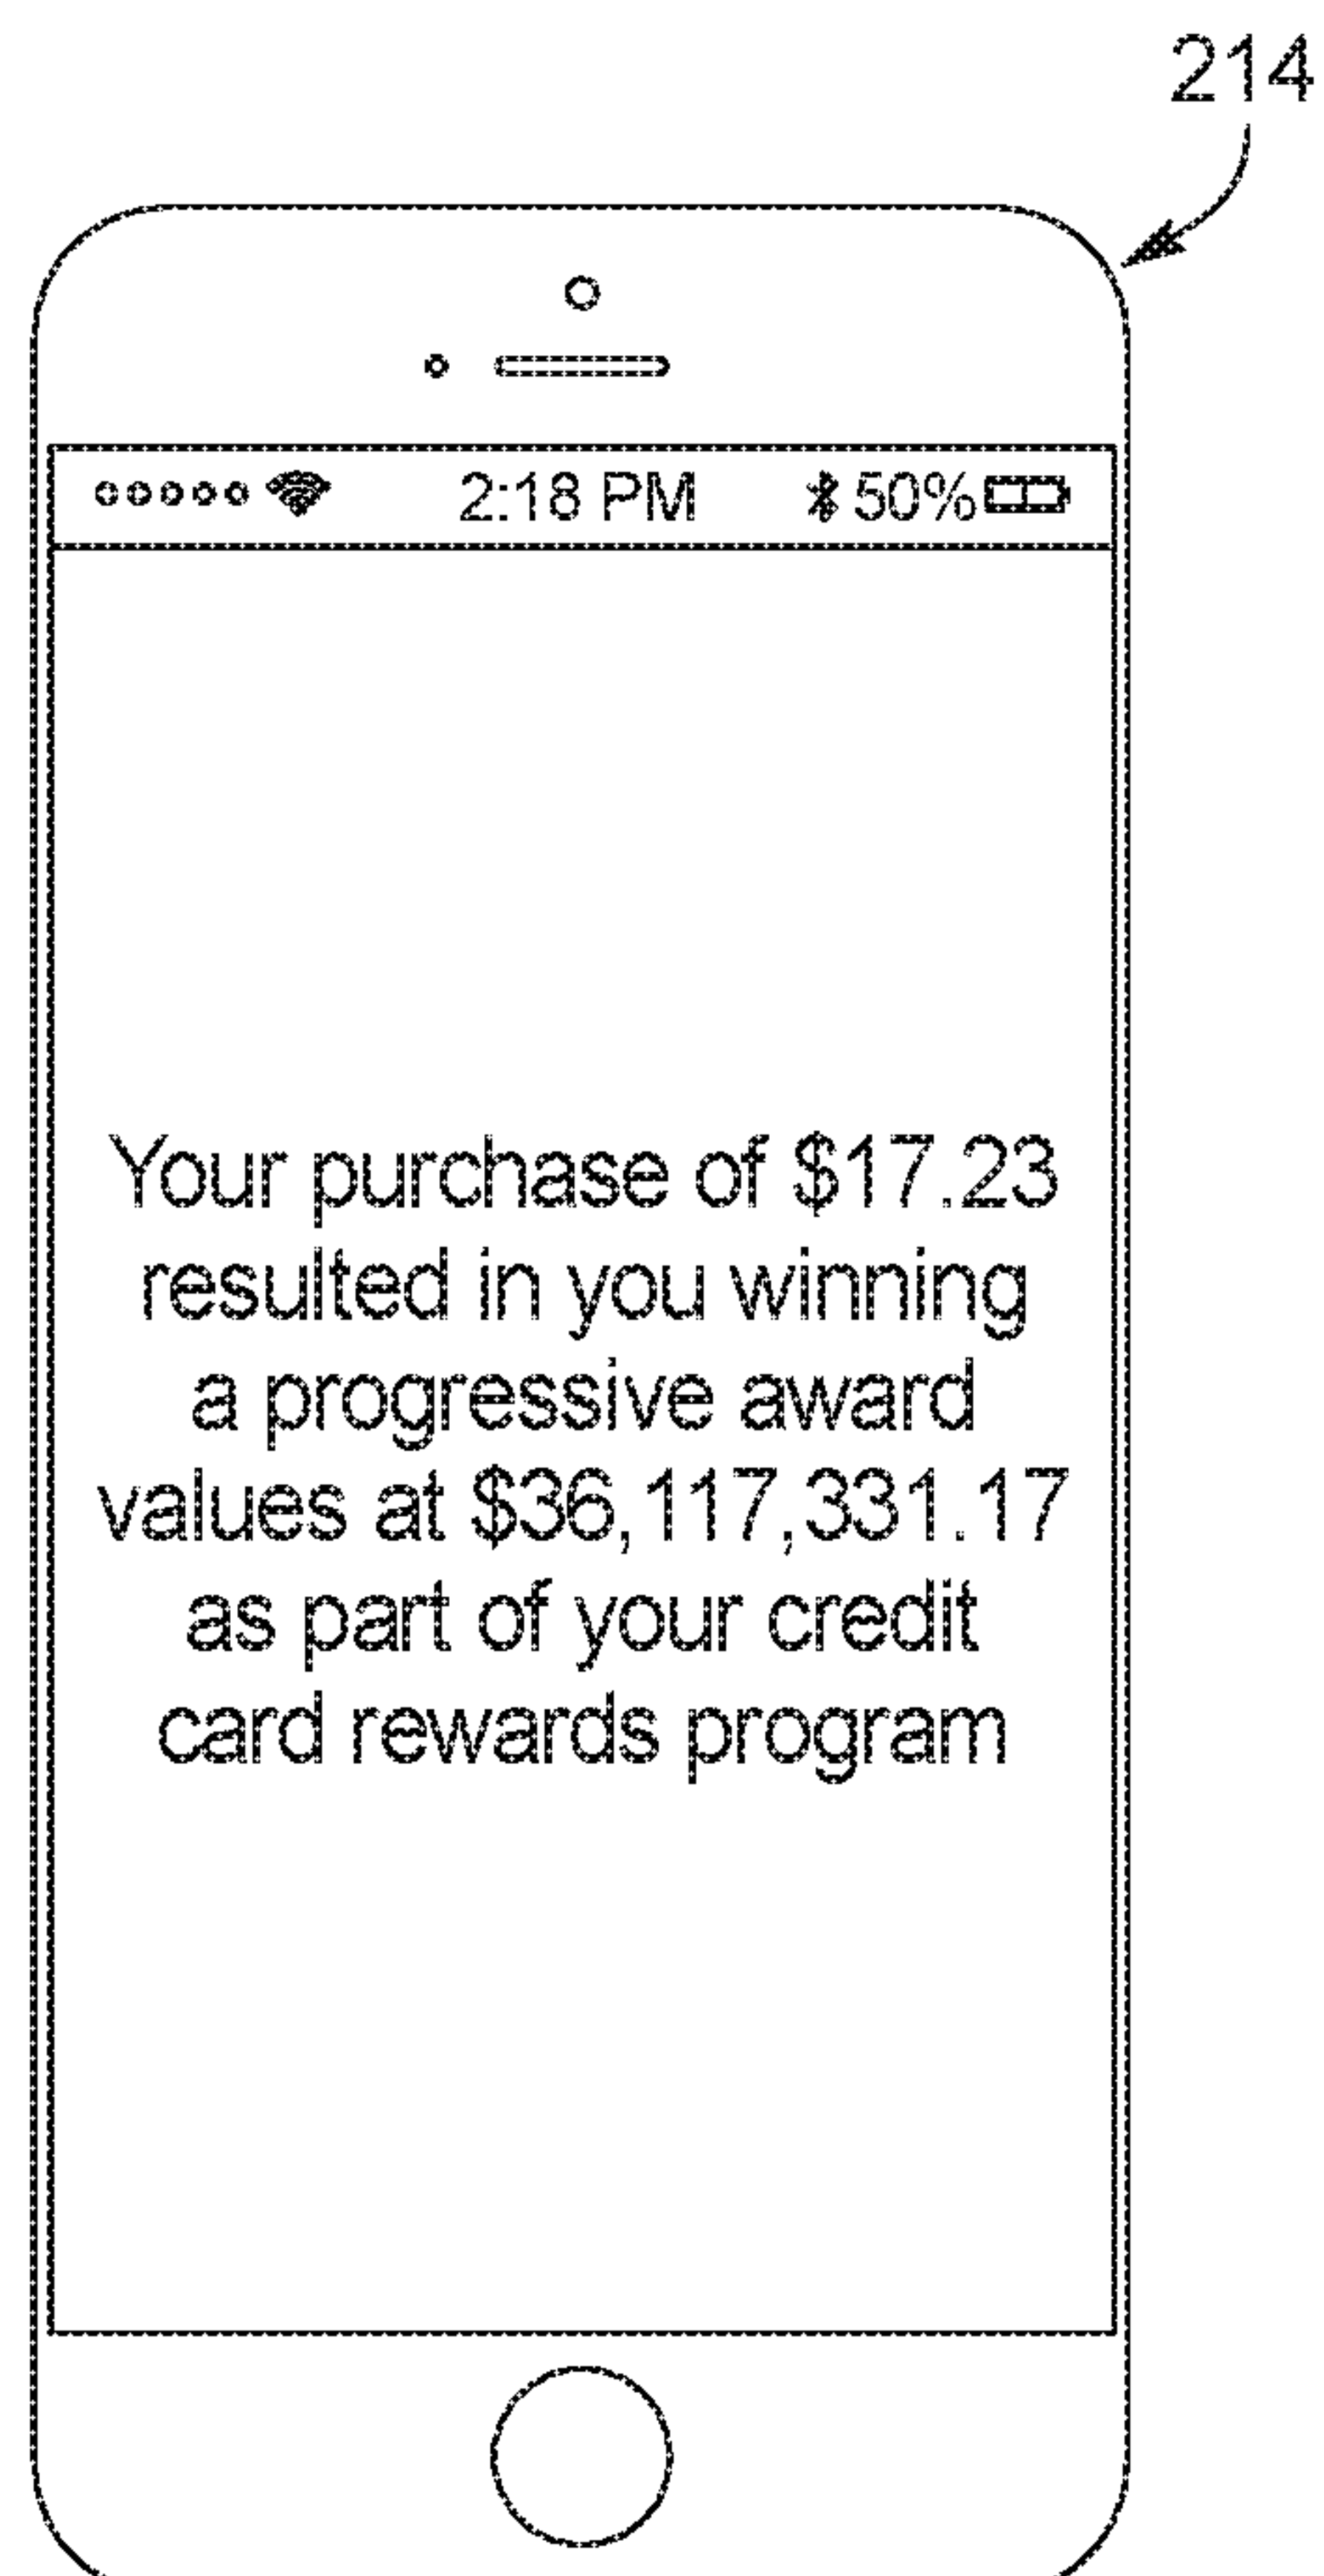 214
2:18 PM 50%
Your purchase of $17.23
resulted in you winning
a progressive award
values at $36,117,331.17
as part of your credit
card rewards program